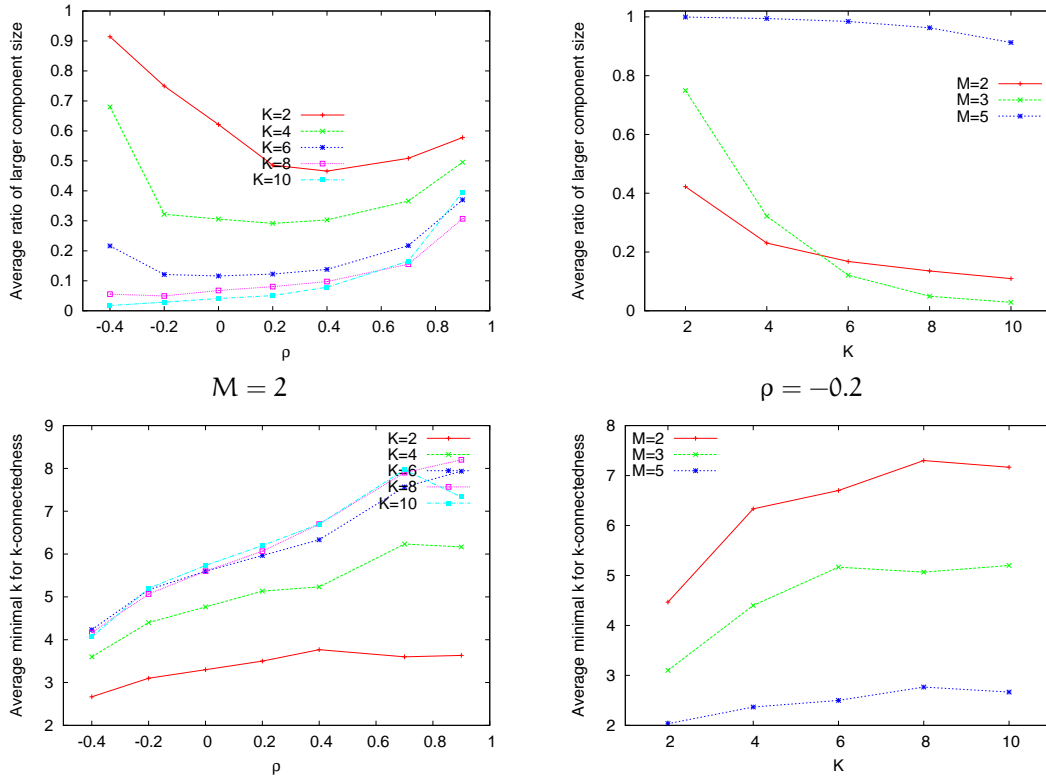 Average ratio of larger component size
1
0.9
0.8
0.7
0.6
0.5
0.4
0.3
0.2
0.1
0
-0.4 -0.2 0 0.2 0.4 0.6 0.8 1
ρ
K=2
K=4
K=6
K=8
K=10
Average ratio of larger component size
1
0.8
0.6
0.4
0.2
0
2 4 6 8 10
K
M=2
M=3
M=5
M = 2
ρ = −0.2
Average minimal k for k-connectedness
9
8
7
6
5
4
3
2
-0.4 -0.2 0 0.2 0.4 0.6 0.8 1
ρ
K=2
K=4
K=6
K=8
K=10
Average minimal k for k-connectedness
8
7
6
5
4
3
2
2 4 6 8 10
K
M=2
M=3
M=5